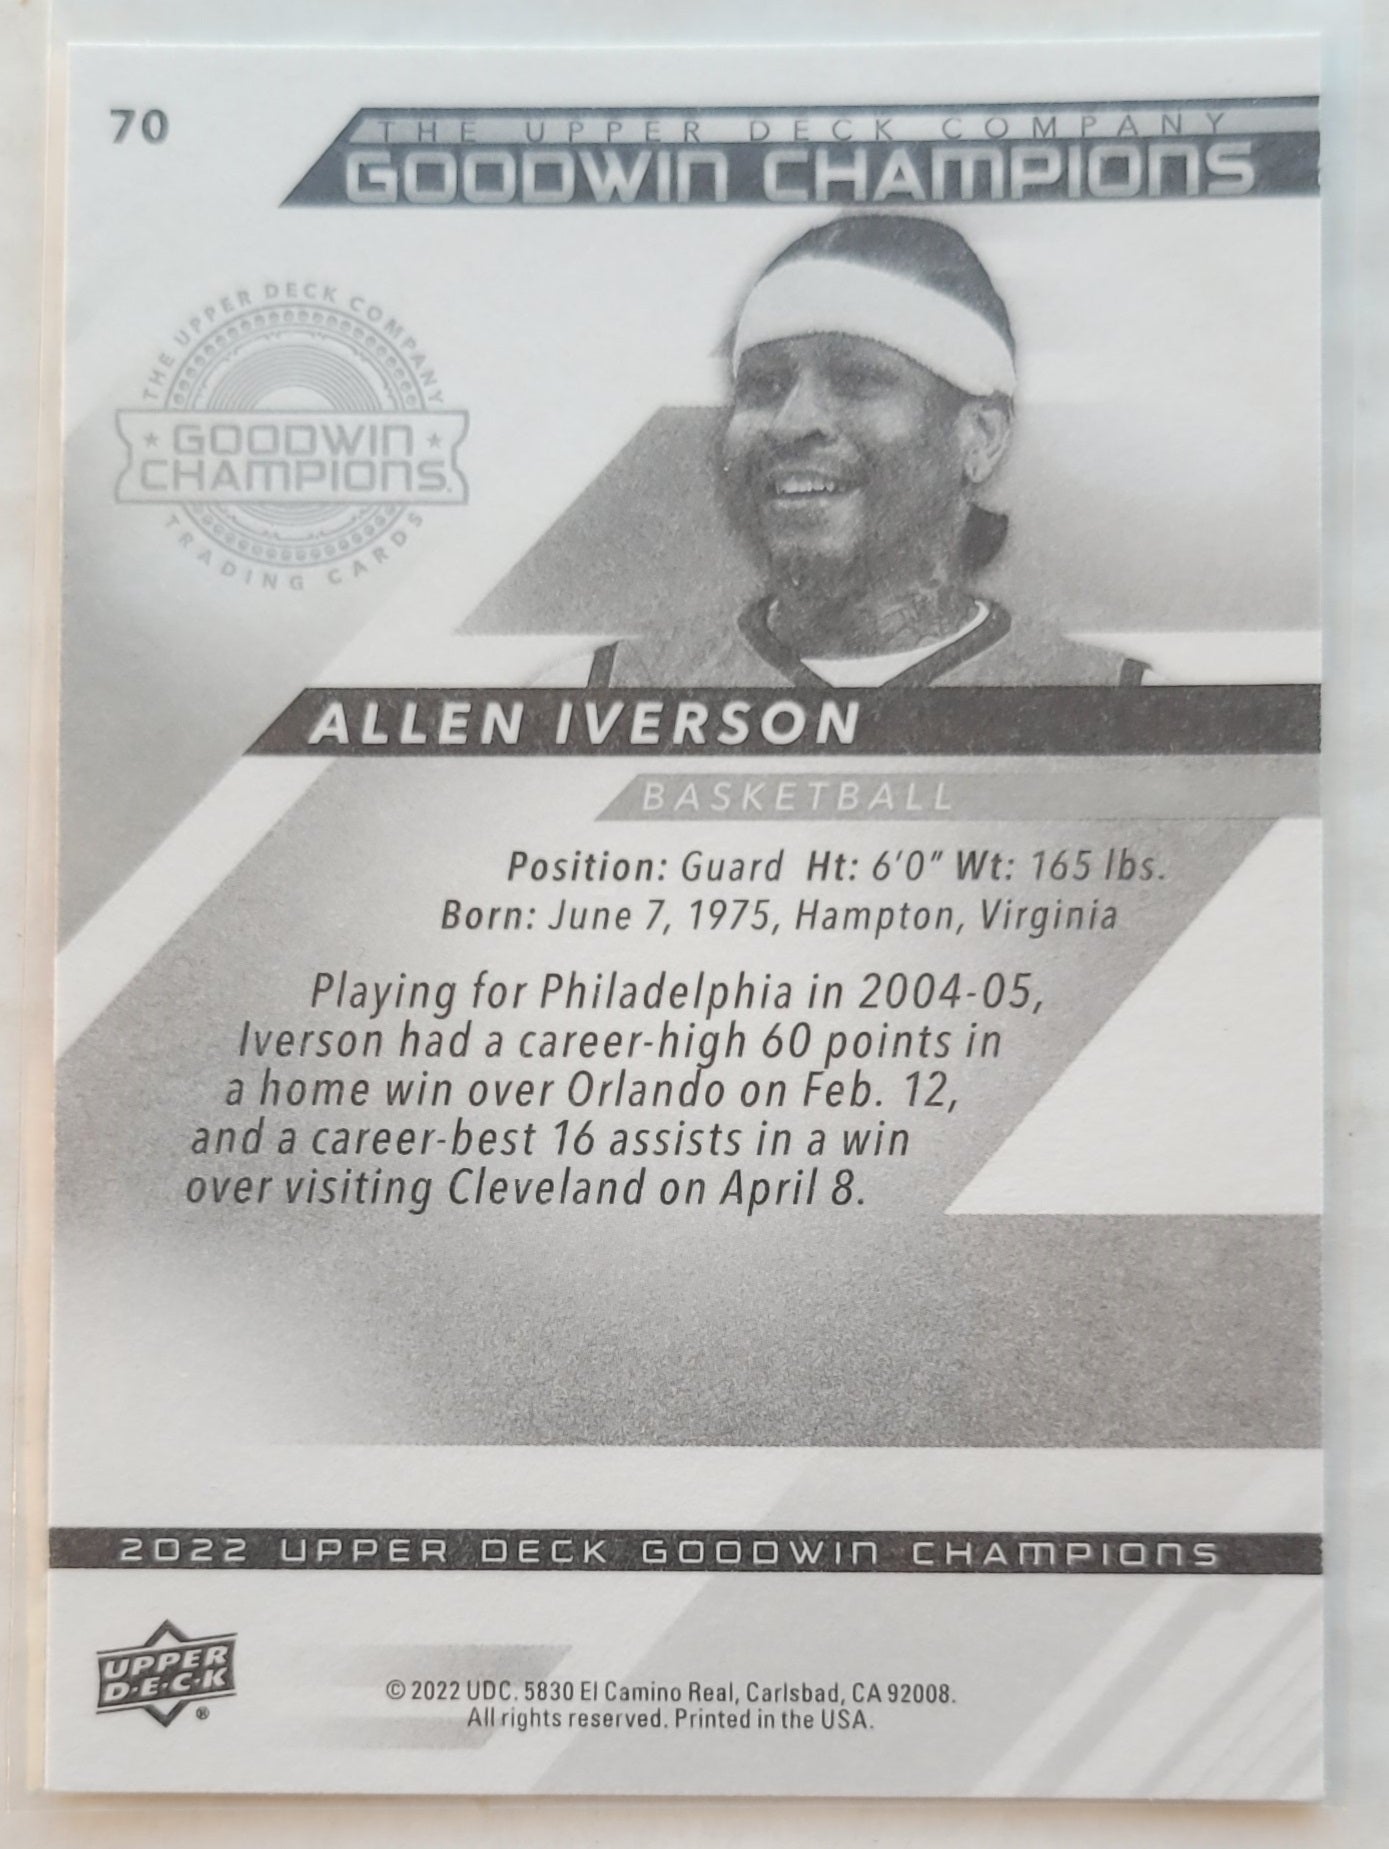 70
THE UPPER DECK COMPANY
GOODWIN CHAMPIONS
THE UPPER DECK COMPANY
GOODWIN
CHAMPIONS
TRADING CARDS
ALLEN IVERSON
BASKETBALL
Position: Guard Ht: 6'0" Wt: 165 lbs.
Born: June 7, 1975, Hampton, Virginia
Playing for Philadelphia in 2004-05,
Iverson had a career-high 60 points in
a home win over Orlando on Feb. 12,
and a career-best 16 assists in a win
over visiting Cleveland on April 8.
2022 UPPER DECK GOODWIN CHAMPIONS
UPPER
D·E·C·K
®
© 2022 UDC. 5830 El Camino Real, Carlsbad, CA 92008.
All rights reserved. Printed in the USA.